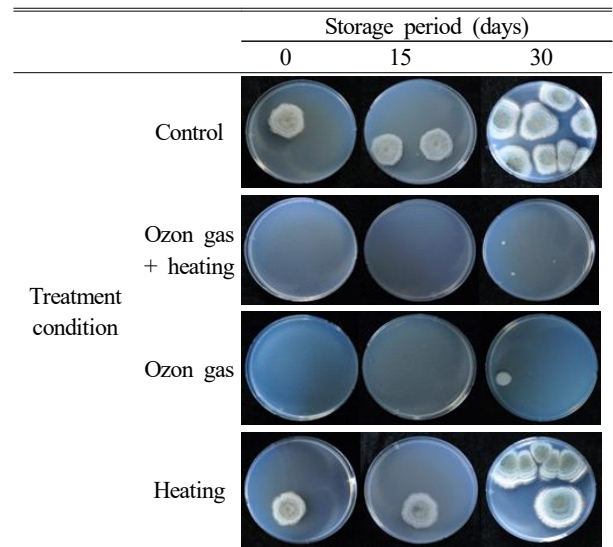 Storage period (days)
0 15 30
Control
Ozon gas
+ heating
Treatment
condition
Ozon gas
Heating